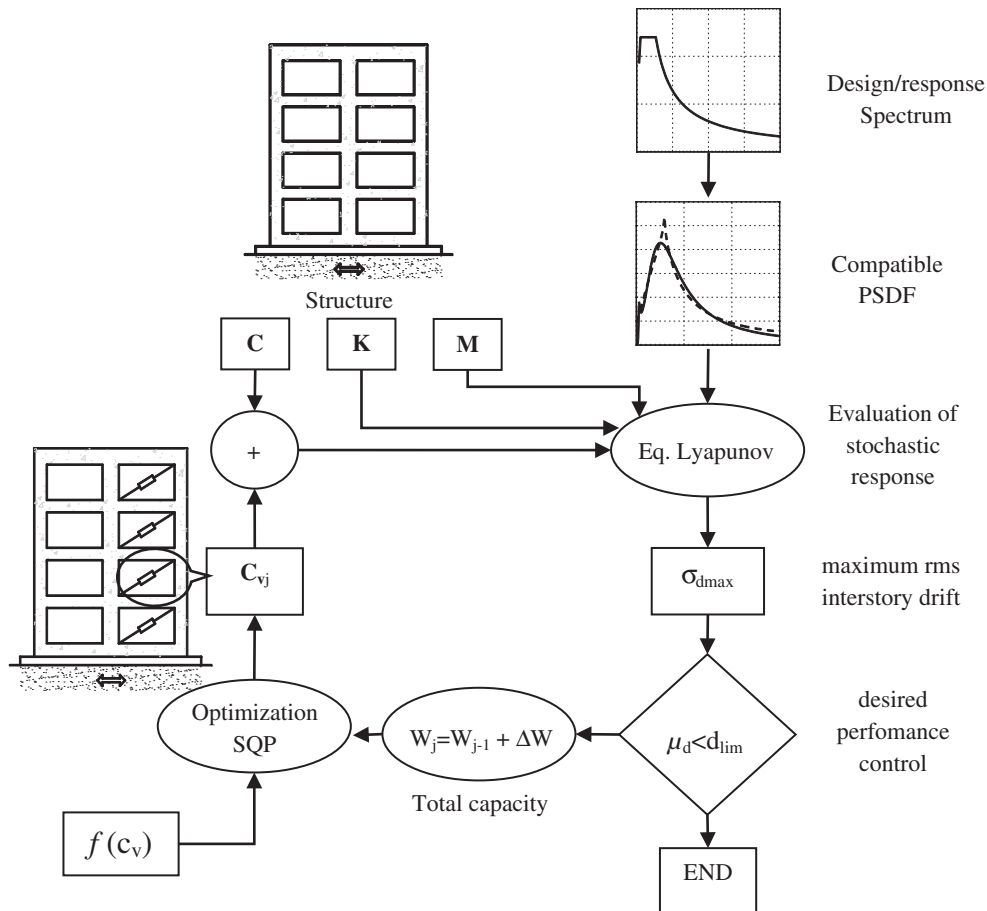 Design/response
Spectrum
Compatible
PSDF
Structure
C
K
M
+
Eq. Lyapunov
Evaluation of
stochastic
response
C_vj
σ_dmax
maximum rms
interstory drift
Optimization
SQP
W_j=W_{j-1} + ΔW
Total capacity
μ_d<d_lim
desired
perfomance
control
f (c_v)
END